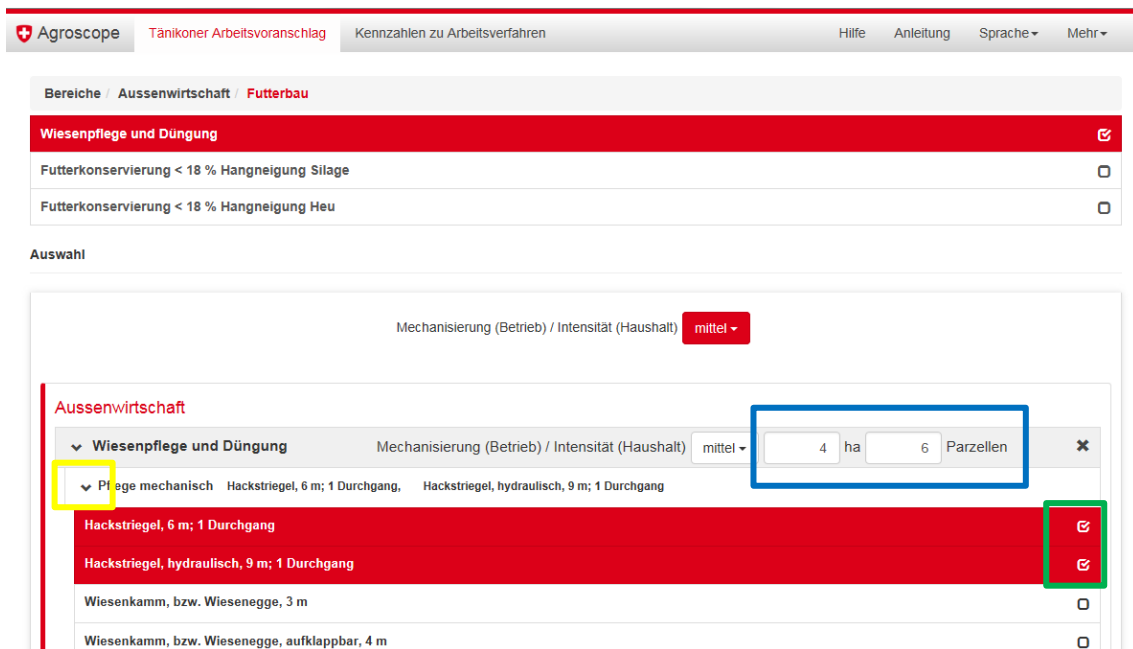 Agroscope Tänikoner Arbeitsvoranschlag Kennzahlen zu Arbeitsverfahren Hilfe Anleitung Sprache Mehr
Bereiche / Aussenwirtschaft / Futterbau
Wiesenpflege und Düngung
Futterkonservierung < 18 % Hangneigung Silage
Futterkonservierung < 18 % Hangneigung Heu
Auswahl
Mechanisierung (Betrieb) / Intensität (Haushalt) mittel
Aussenwirtschaft
Wiesenpflege und Düngung Mechanisierung (Betrieb) / Intensität (Haushalt) mittel 4 ha 6 Parzellen
Pflege mechanisch Hackstriegel, 6 m; 1 Durchgang, Hackstriegel, hydraulisch, 9 m; 1 Durchgang
Hackstriegel, 6 m; 1 Durchgang
Hackstriegel, hydraulisch, 9 m; 1 Durchgang
Wiesenkamm, bzw. Wiesenegge, 3 m
Wiesenkamm, bzw. Wiesenegge, aufklappbar, 4 m